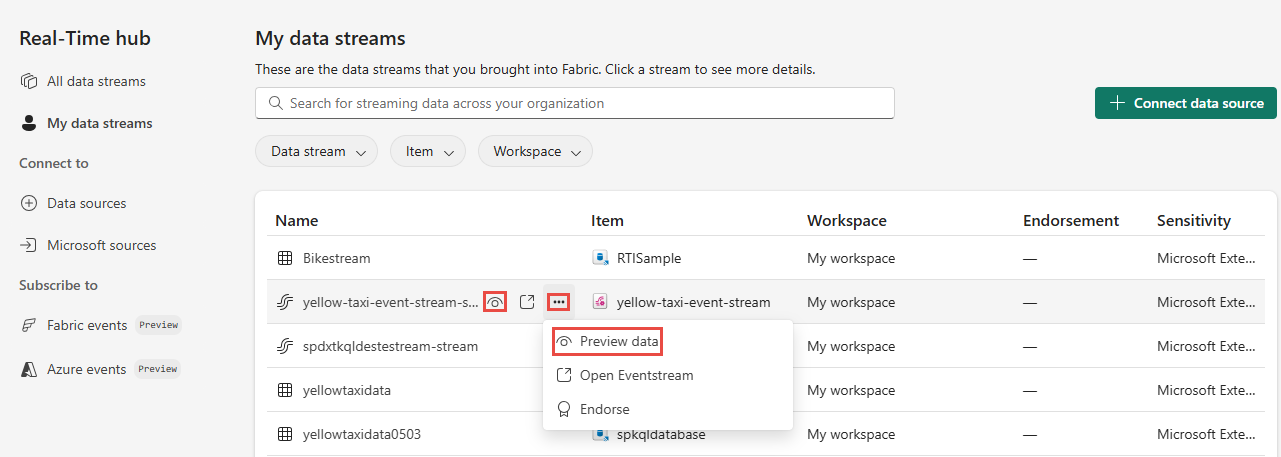 Real-Time hub
All data streams
My data streams
Connect to
Data sources
Microsoft sources
Subscribe to
Fabric events Preview
Azure events Preview
My data streams
These are the data streams that you brought into Fabric. Click a stream to see more details.
Search for streaming data across your organization
Connect data source
Data stream Item Workspace
Name Item Workspace Endorsement Sensitivity
Bikestream RTISample My workspace — Microsoft Exte...
yellow-taxi-event-stream-s... yellow-taxi-event-stream My workspace — Microsoft Exte...
spdxtkqldestestream-stream My workspace — Microsoft Exte...
yellowtaxidata My workspace — Microsoft Exte...
yellowtaxidata0503 spkqldatabase My workspace — Microsoft Exte...
Preview data
Open Eventstream
Endorse